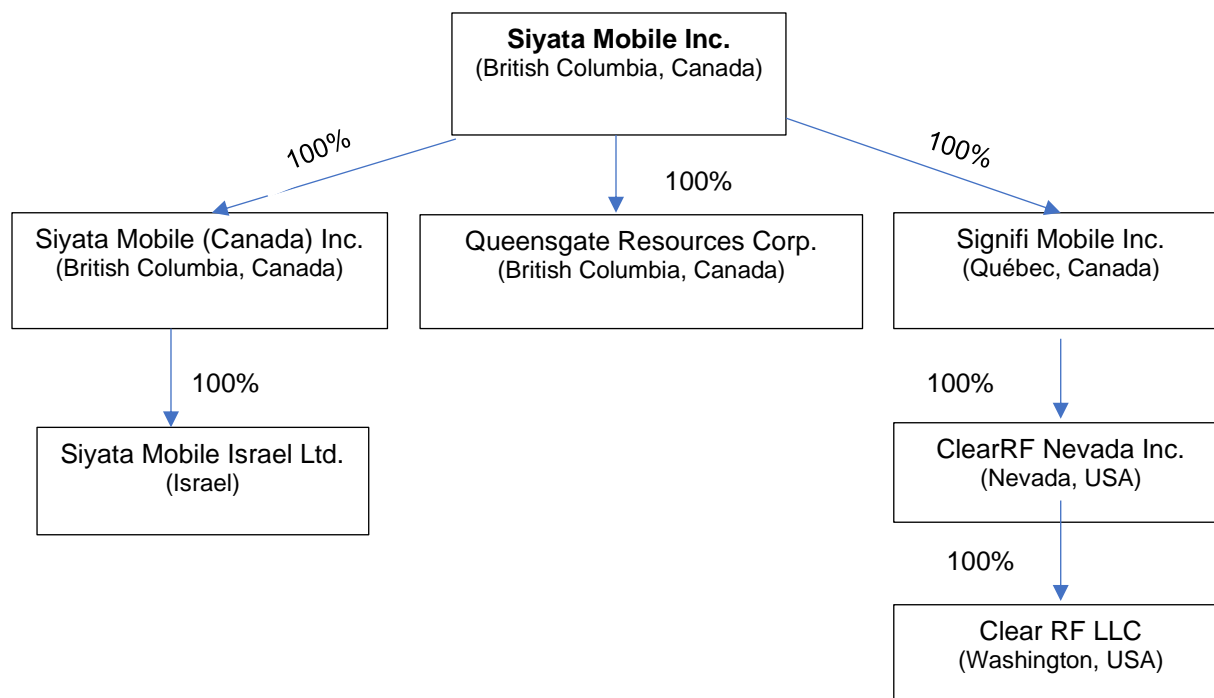 Siyata Mobile Inc.
(British Columbia, Canada)
100%
100%
100%
Siyata Mobile (Canada) Inc.
(British Columbia, Canada)
Queensgate Resources Corp.
(British Columbia, Canada)
Signifi Mobile Inc.
(Québec, Canada)
100%
100%
Siyata Mobile Israel Ltd.
(Israel)
ClearRF Nevada Inc.
(Nevada, USA)
100%
Clear RF LLC
(Washington, USA)